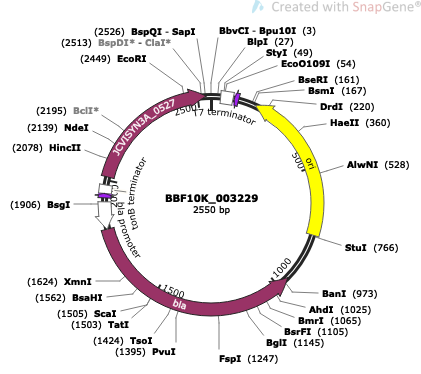 Created with SnapGene®
(2526) BspQI - SapI
(2513) BspDI* - ClaI*
(2449) EcoRI
BbvCI - Bpu10I (3)
BlpI (27)
StyI (49)
EcoO109I (54)
BseRI (161)
BsmI (167)
DrdI (220)
HaeII (360)
AlwNI (528)
StuI (766)
BanI (973)
AhdI (1025)
BmrI (1065)
BsrFI (1105)
BglI (1145)
FspI (1247)
(1395) PvuI
(1424) TsoI
(1503) TatI
(1505) ScaI
(1562) BsaHI
(1624) XmnI
(1906) BsgI
(2078) HincII
(2139) NdeI
(2195) BclI*
JCVISYN3A_0527
T7 terminator
ori
bla
bla promoter
tonB terminator
500
1000
1500
2500
BBF10K_003229
2550 bp